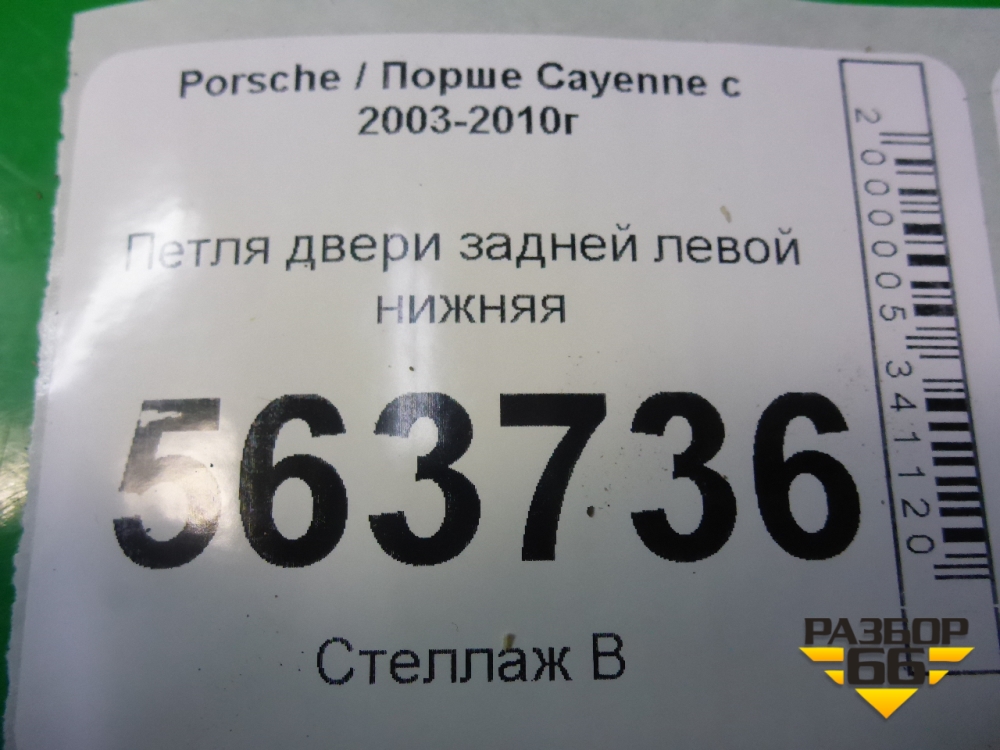 Porsche / Порше Cayenne с
2003-2010г
Петля двери задней левой
нижняя
563736
Стеллаж В
2000005341120
РАЗБОР
66